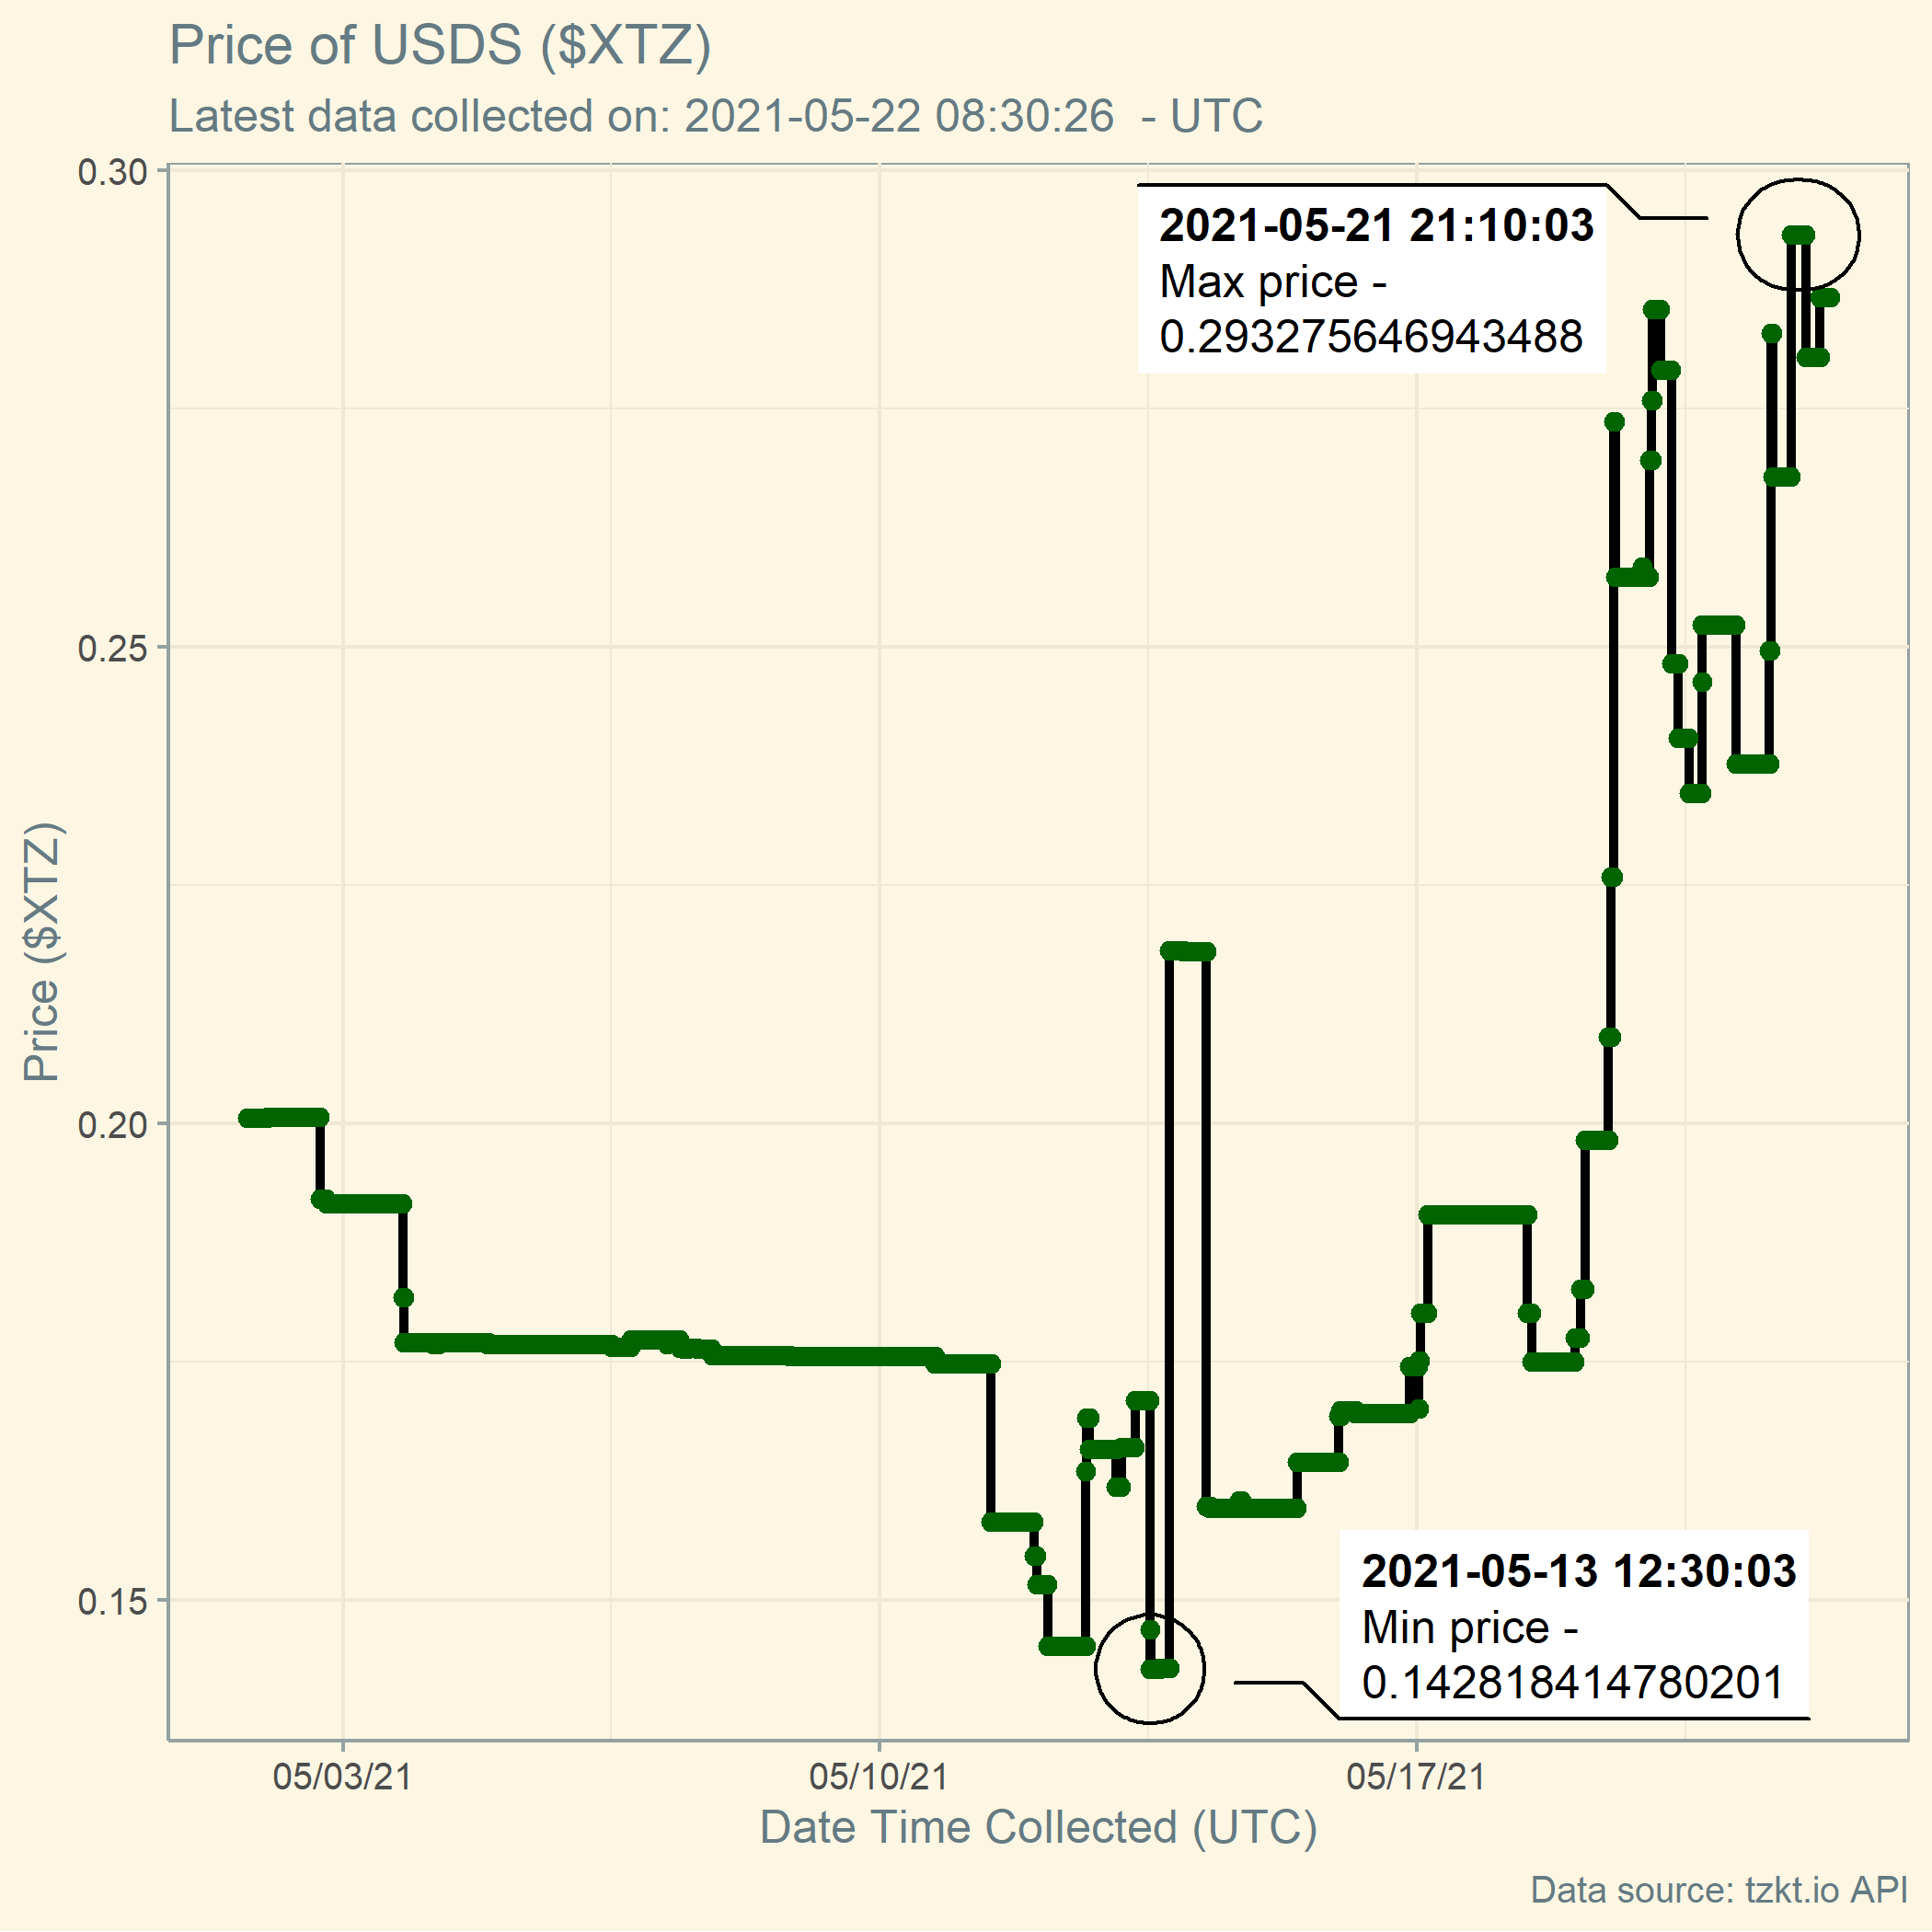 Price of USDS ($XTZ)
Latest data collected on: 2021-05-22 08:30:26  - UTC
0.30
0.25
0.20
0.15
Price ($XTZ)
2021-05-21 21:10:03
Max price -
0.293275646943488
2021-05-13 12:30:03
Min price -
0.142818414780201
05/03/21
05/10/21
05/17/21
Date Time Collected (UTC)
Data source: tzkt.io API